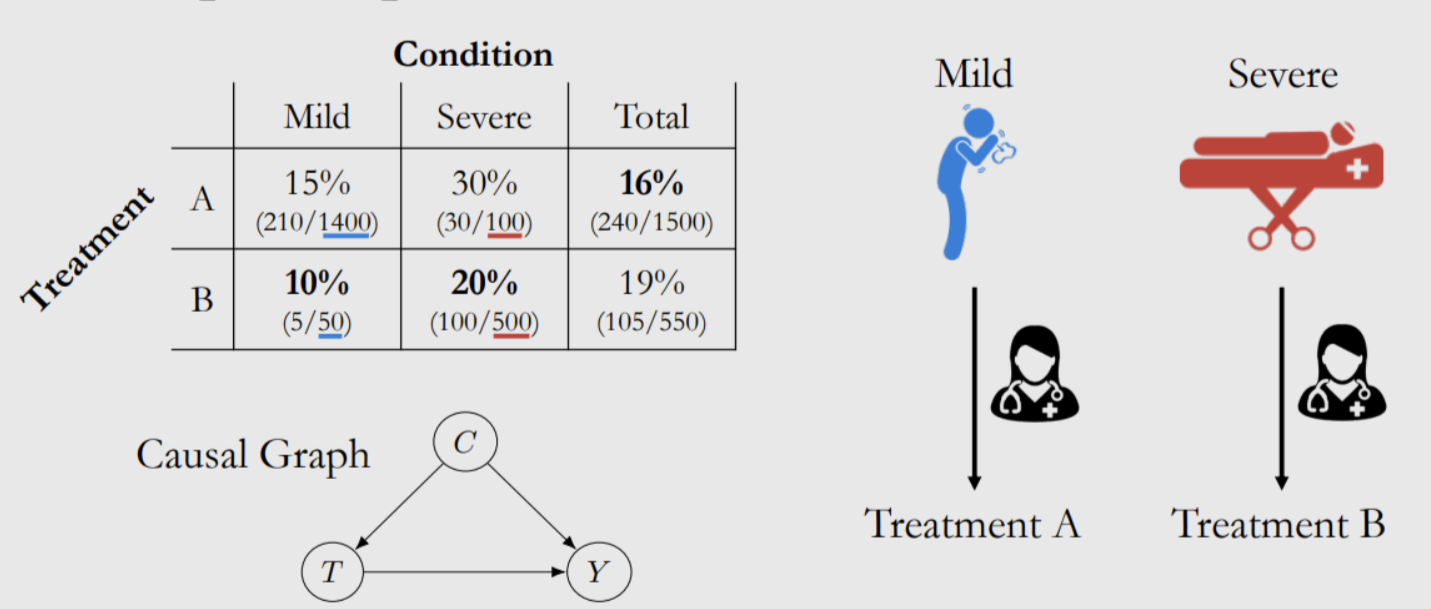 Condition
Mild Severe Total
Treatment
A 15% 30% 16%
(210/1400) (30/100) (240/1500)
B 10% 20% 19%
(5/50) (100/500) (105/550)
Causal Graph
C
T
Y
Mild Severe
Treatment A Treatment B